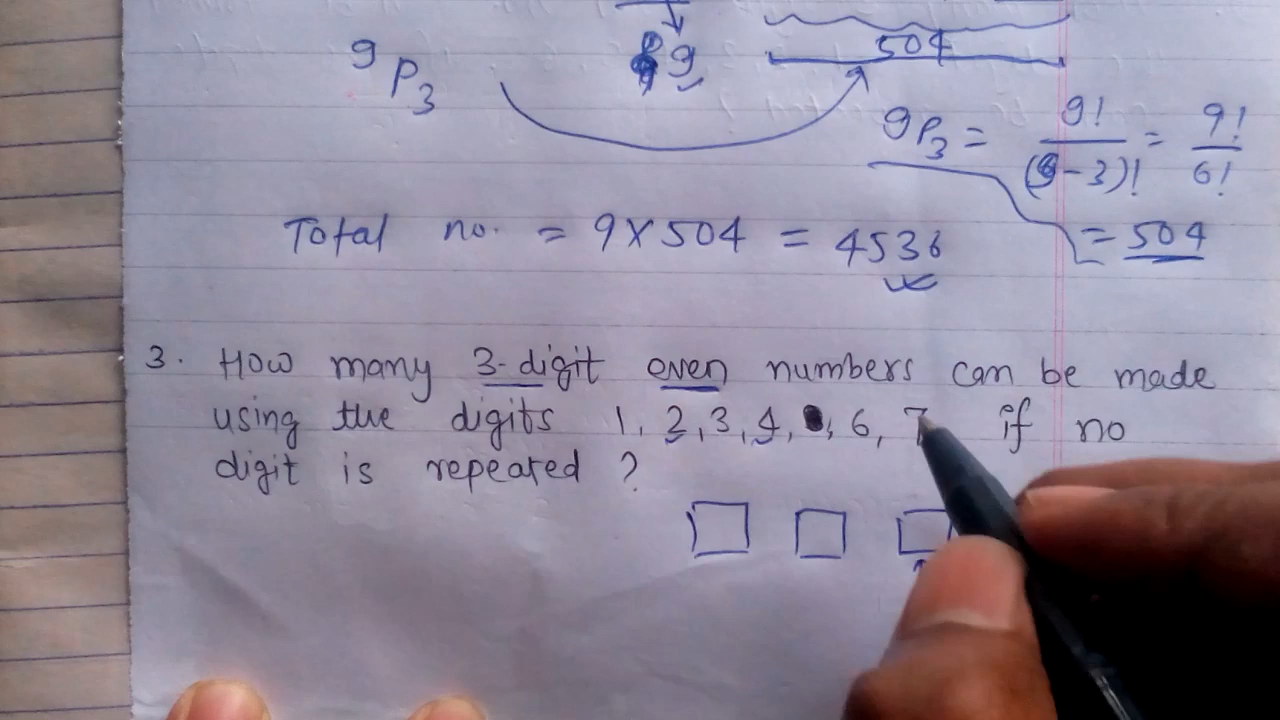 9
504
9P3
9P3 = 9! / (9-3)! = 9! / 6!
= 504
Total no. = 9 X 504 = 4536
3. How many 3-digit even numbers can be made
using the digits 1, 2, 3, 4, , 6, 7 if no
digit is repeated ?